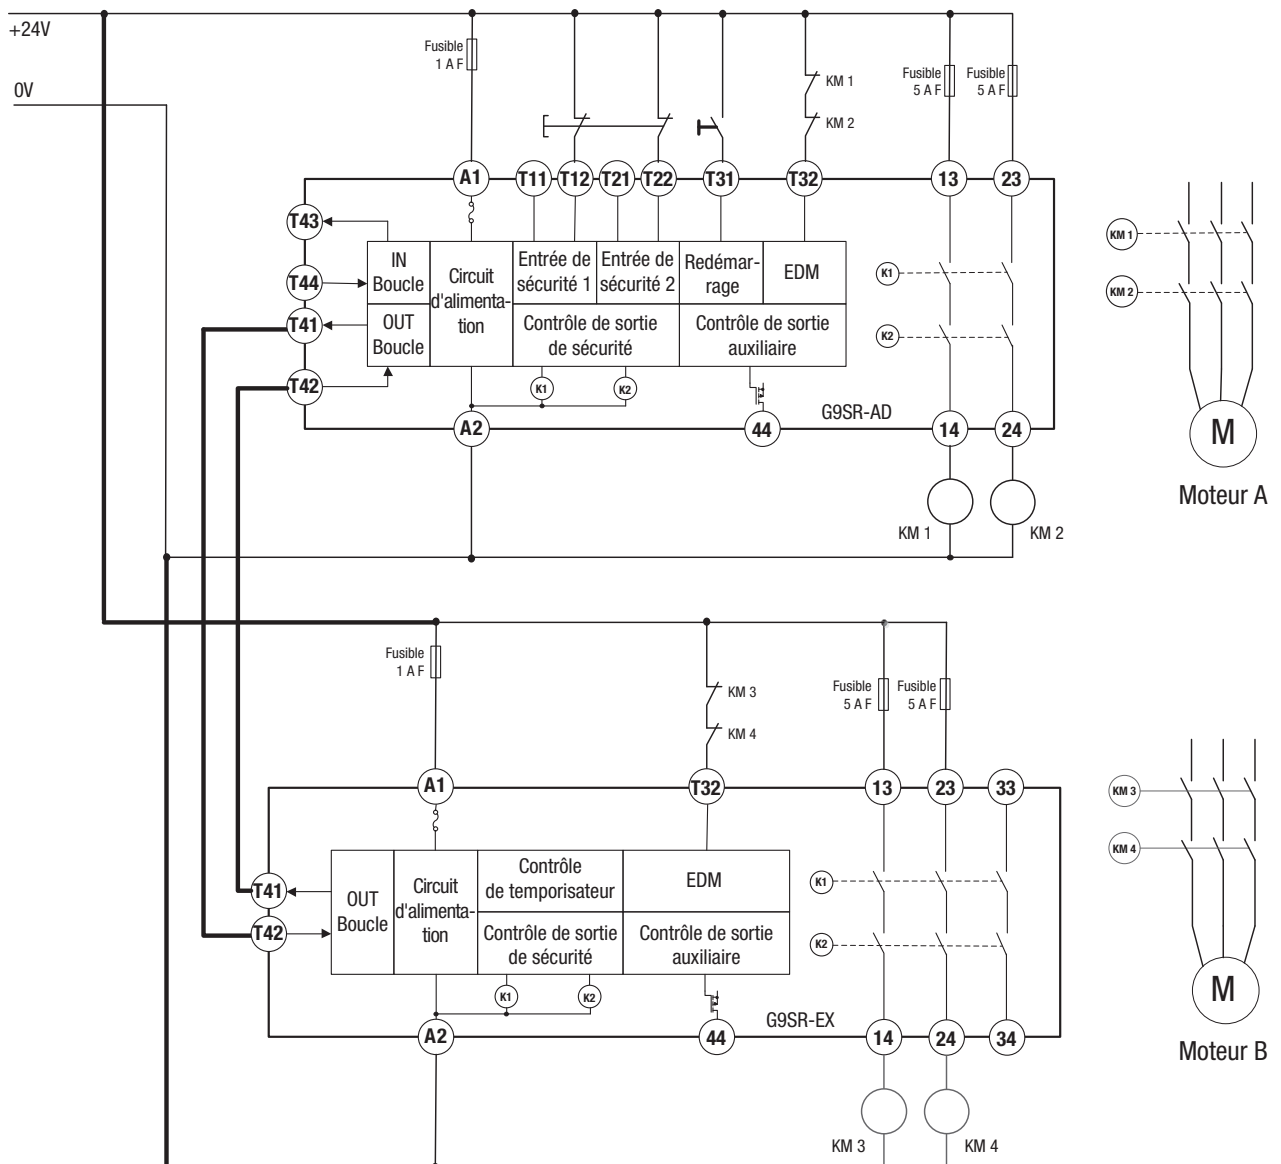 +24V
0V
Fusible
1 A F
KM 1
KM 2
Fusible
5 A F
Fusible
5 A F
A1
T11
T12
T21
T22
T31
T32
13
23
T43
T44
T41
T42
IN
Boucle
OUT
Boucle
Circuit
d'alimenta-
tion
Entrée de
sécurité 1
Entrée de
sécurité 2
Redémar-
rage
EDM
Contrôle de sortie
de sécurité
Contrôle de sortie
auxiliaire
K1
K2
K1
K2
G9SR-AD
A2
44
14
24
KM 1
KM 2
KM 1
KM 2
M
Moteur A
Fusible
1 A F
KM 3
KM 4
Fusible
5 A F
Fusible
5 A F
A1
T32
13
23
33
T41
T42
OUT
Boucle
Circuit
d'alimenta-
tion
Contrôle
de temporisateur
EDM
Contrôle de sortie
de sécurité
Contrôle de sortie
auxiliaire
K1
K2
K1
K2
G9SR-EX
A2
44
14
24
34
KM 3
KM 4
KM 3
KM 4
M
Moteur B